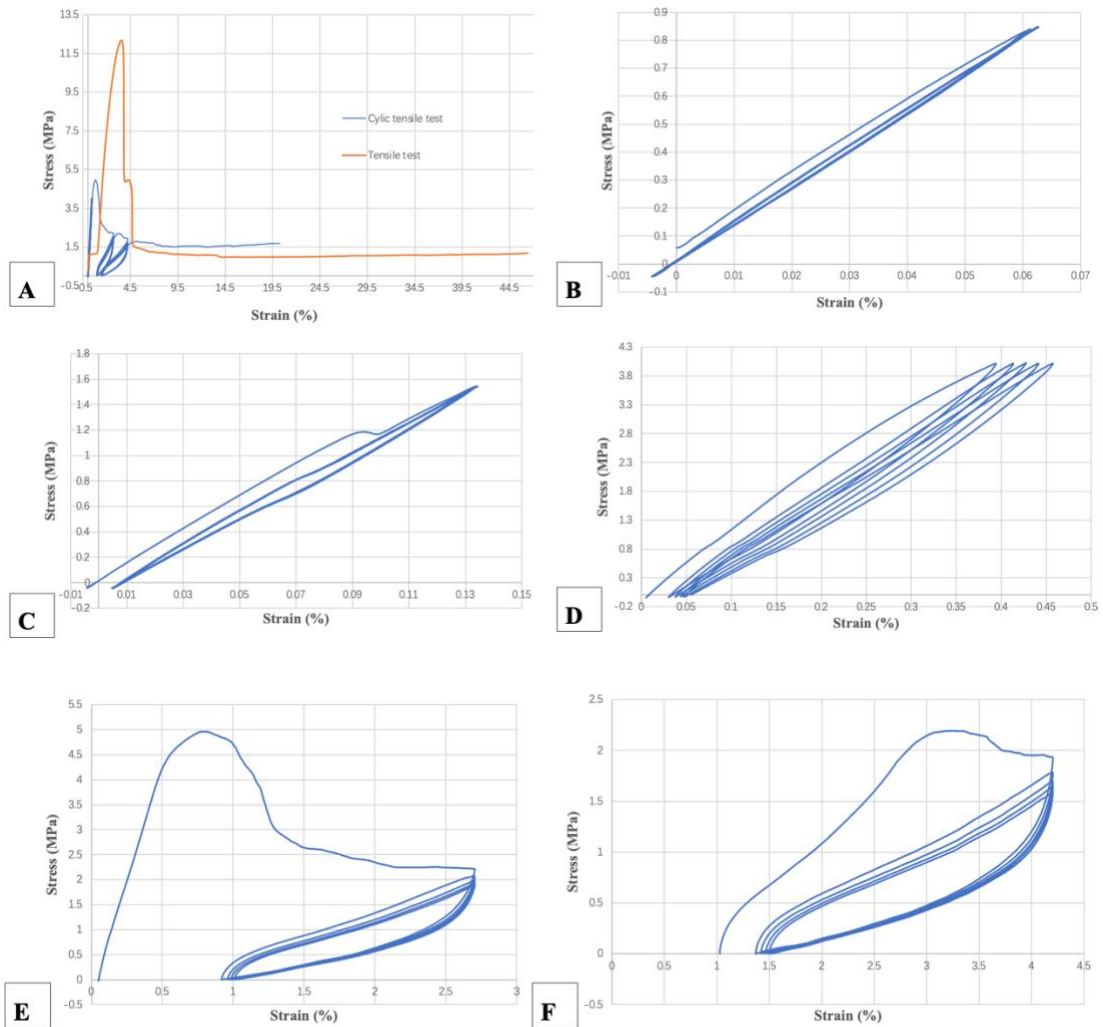 13.5
11.5
9.5
7.5
5.5
3.5
1.5
-0.5
-0.5 4.5 9.5 14.5 19.5 24.5 29.5 34.5 39.5 44.5
Stress (MPa)
Strain (%)
Cylic tensile test
Tensile test
A
0.9
0.8
0.7
0.6
0.5
0.4
0.3
0.2
0.1
0
-0.1
-0.01 0 0.01 0.02 0.03 0.04 0.05 0.06 0.07
Stress (MPa)
Strain (%)
B
1.8
1.6
1.4
1.2
1
0.8
0.6
0.4
0.2
0
-0.2
-0.01 0.01 0.03 0.05 0.07 0.09 0.11 0.13 0.15
Stress (MPa)
Strain (%)
C
4.3
3.8
3.3
2.8
2.3
1.8
1.3
0.8
0.3
-0.2
0 0.05 0.1 0.15 0.2 0.25 0.3 0.35 0.4 0.45 0.5
Stress (MPa)
Strain (%)
D
5.5
5
4.5
4
3.5
3
2.5
2
1.5
1
0.5
0
-0.5
0 0.5 1 1.5 2 2.5 3
Stress (MPa)
Strain (%)
E
2.5
2
1.5
1
0.5
0
-0.5
0 0.5 1 1.5 2 2.5 3 3.5 4 4.5
Stress (MPa)
Strain (%)
F